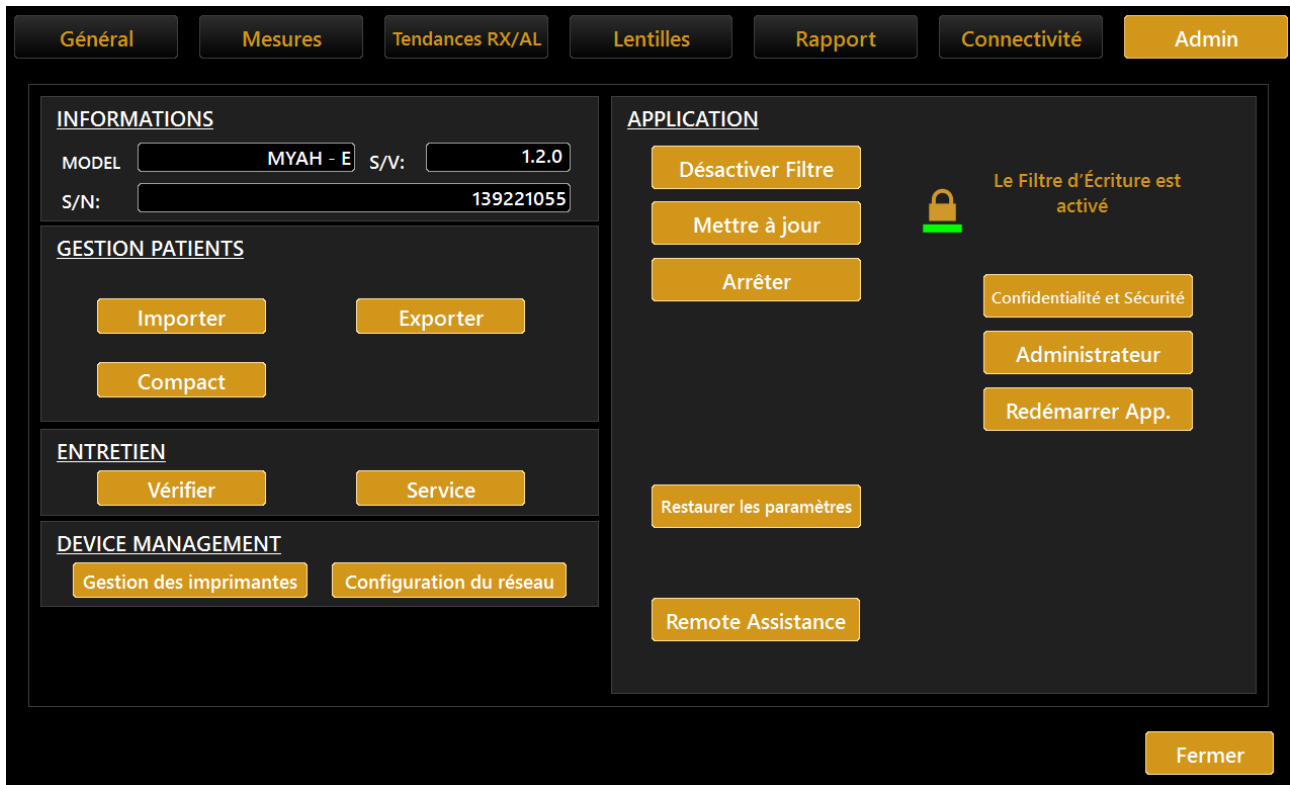 Général
Mesures
Tendances RX/AL
Lentilles
Rapport
Connectivité
Admin
INFORMATIONS
MODEL MYAH - E S/V: 1.2.0
S/N: 139221055
GESTION PATIENTS
Importer
Exporter
Compact
ENTRETIEN
Vérifier
Service
DEVICE MANAGEMENT
Gestion des imprimantes
Configuration du réseau
APPLICATION
Désactiver Filtre
Mettre à jour
Arrêter
Le Filtre d'Écriture est
activé
Confidentialité et Sécurité
Administrateur
Redémarrer App.
Restaurer les paramètres
Remote Assistance
Fermer